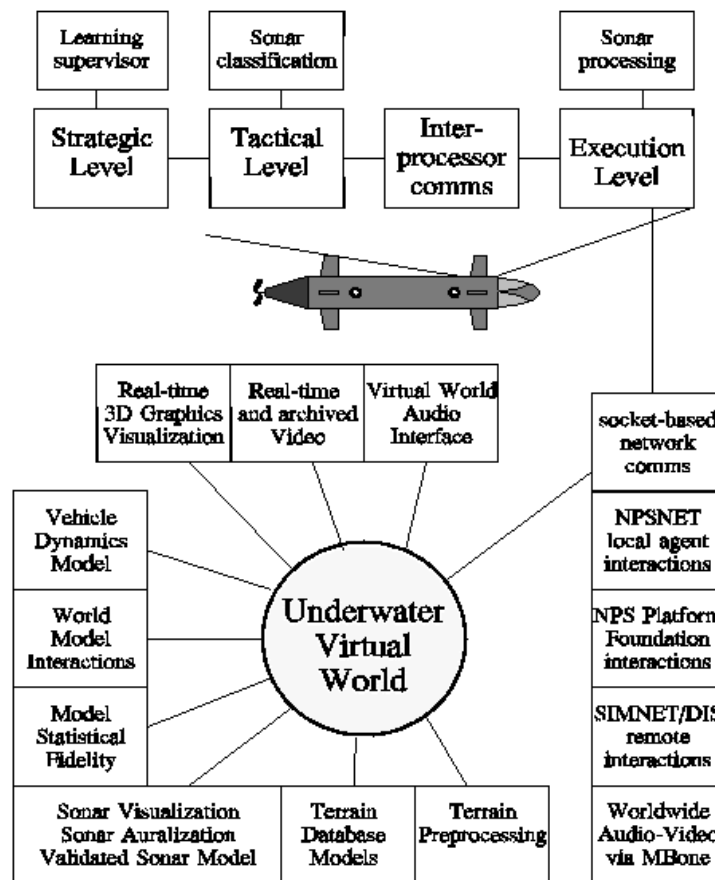 Learning
supervisor
Sonar
classification
Sonar
processing
Strategic
Level
Tactical
Level
Inter-
processor
comms
Execution
Level
Real-time
3D Graphics
Visualization
Real-time
and archived
Video
Virtual World
Audio
Interface
socket-based
network
comms
Vehicle
Dynamics
Model
NPSNET
local agent
interactions
Underwater
Virtual
World
World
Model
Interactions
NPS Platform
Foundation
interactions
Model
Statistical
Fidelity
SIMNET/DIS
remote
interactions
Sonar Visualization
Sonar Auralization
Validated Sonar Model
Terrain
Database
Models
Terrain
Preprocessing
Worldwide
Audio-Video
via MBone